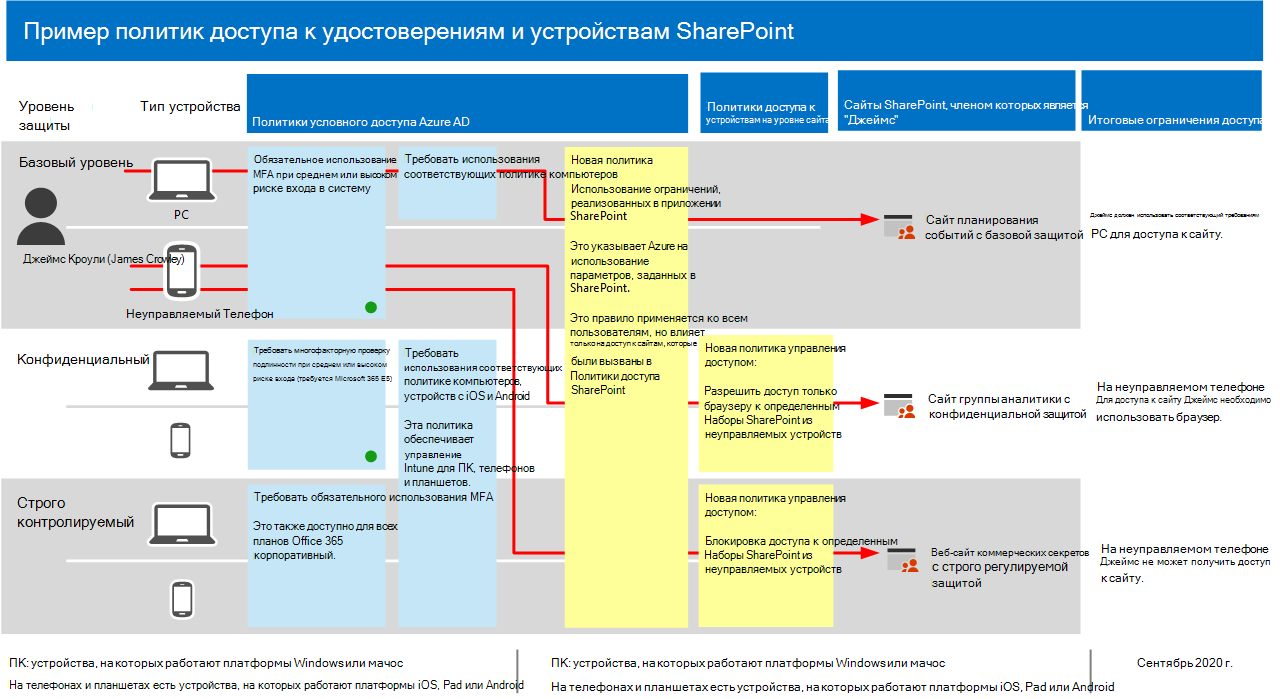 Пример политик доступа к удостоверениям и устройствам SharePoint
Уровень
защиты
Тип устройства
Политики условного доступа Azure AD
Политики доступа к
устройствам на уровне сайта
Сайты SharePoint, членом которых является
"Джеймс"
Итоговые ограничения доступа
Базовый уровень
PC
Джеймс Кроули (James Crowley)
Неуправляемый Телефон
Обязательное использование
MFA при среднем или высоком
риске входа в систему
Требовать использования
соответствующих политике компьютеров
Новая политика
Использование ограничений,
реализованных в приложении
SharePoint
Это указывает Azure на
использование
параметров, заданных в
SharePoint.
Это правило применяется ко всем
пользователям, но влияет
только на доступ к сайтам, которые
были вызваны в
Политики доступа
SharePoint
Сайт планирования
событий с базовой защитой
Джеймс должен использовать соответствующий требованиям
PC для доступа к сайту.
Конфиденциальный
Требовать многофакторную проверку
подлинности при среднем или высоком
риске входа (требуется Microsoft 365 E5)
Требовать
использования соответствующих
политике компьютеров,
устройств с iOS и Android
Эта политика
обеспечивает
управление
Intune для ПК, телефонов
и планшетов.
Новая политика управления
доступом:
Разрешить доступ только
браузеру к определенным
Наборы SharePoint из
неуправляемых устройств
Сайт группы аналитики с
конфиденциальной защитой
На неуправляемом телефоне
Для доступа к сайту Джеймс необходимо
использовать браузер.
Строго
контролируемый
Требовать обязательного использования MFA
Это также доступно для всех
планов Office 365
корпоративный.
Новая политика управления
доступом:
Блокировка доступа к определенным
Наборы SharePoint из
неуправляемых устройств
Веб-сайт коммерческих секретов
с строго регулируемой
защитой
На неуправляемом телефоне
Джеймс не может получить доступ
к сайту.
ПК: устройства, на которых работают платформы Windows или мачос
На телефонах и планшетах есть устройства, на которых работают платформы iOS, Pad или Android
ПК: устройства, на которых работают платформы Windows или мачос
На телефонах и планшетах есть устройства, на которых работают платформы iOS, Pad или Android
Сентябрь 2020 г.